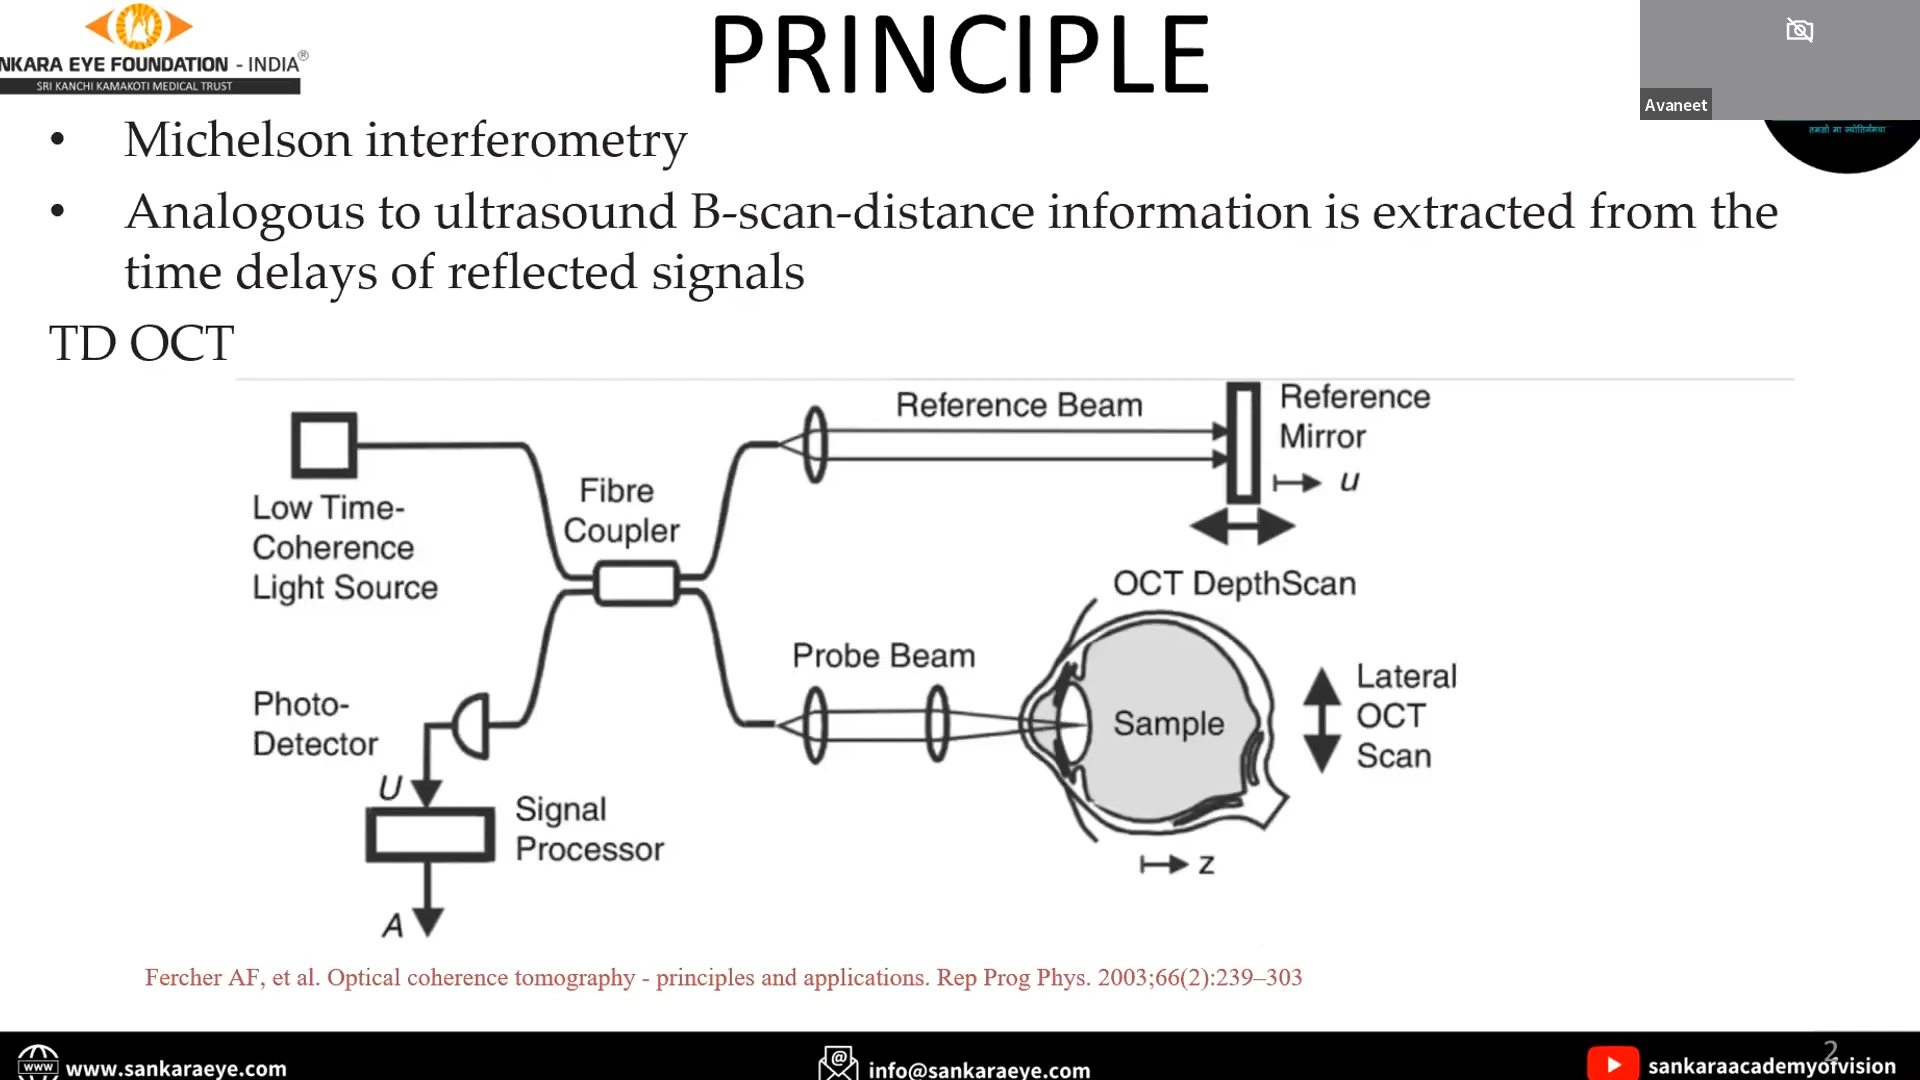 PRINCIPLE
NKARA EYE FOUNDATION - INDIA®
SRI KANCHI KAMAKOTI MEDICAL TRUST
Avaneet
तमसो मा ज्योतिर्गमया
• Michelson interferometry
• Analogous to ultrasound B-scan-distance information is extracted from the
time delays of reflected signals
TD OCT
Reference Beam
Reference
Mirror
u
Low Time-
Coherence
Light Source
Fibre
Coupler
OCT DepthScan
Probe Beam
Sample
Lateral
OCT
Scan
z
Photo-
Detector
U
Signal
Processor
A
Fercher AF, et al. Optical coherence tomography - principles and applications. Rep Prog Phys. 2003;66(2):239–303
www www.sankaraeye.com
@ info@sankaraeye.com
sankaraacademyofvision
2